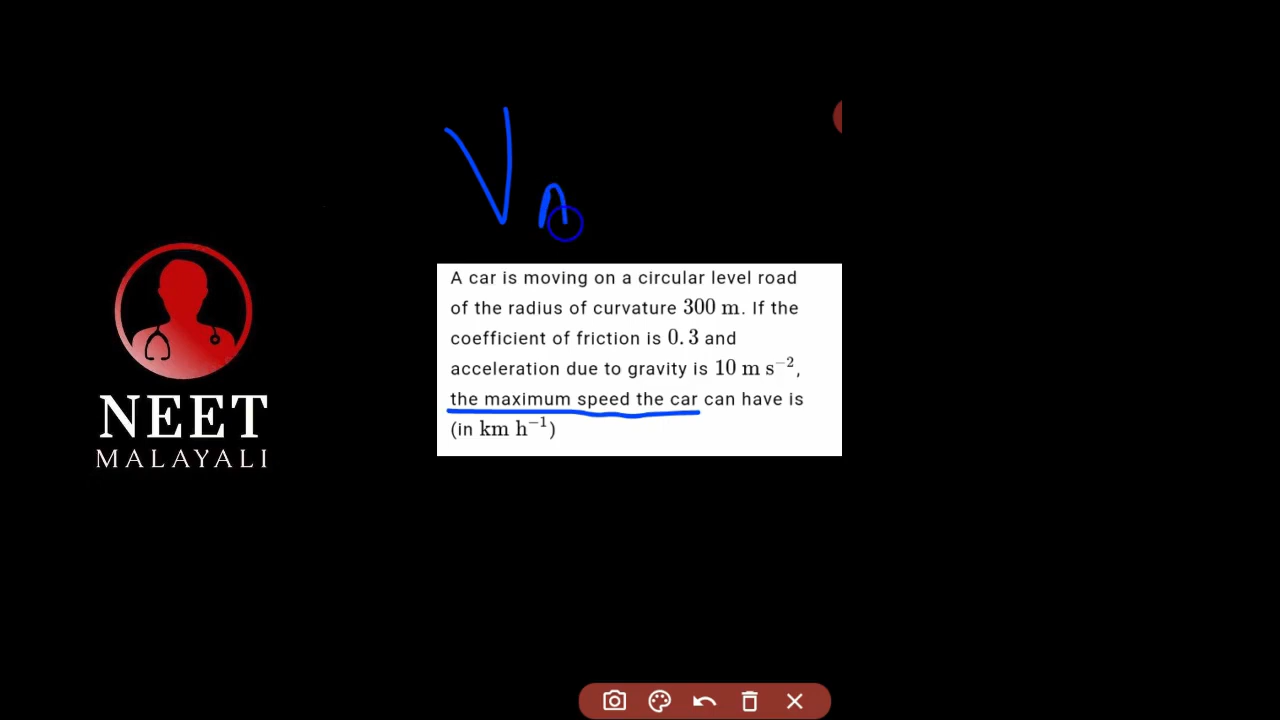 V
NEET
MALAYALI
A car is moving on a circular level road
of the radius of curvature 300 m. If the
coefficient of friction is 0.3 and
acceleration due to gravity is 10 m s⁻²,
the maximum speed the car can have is
(in km h⁻¹)